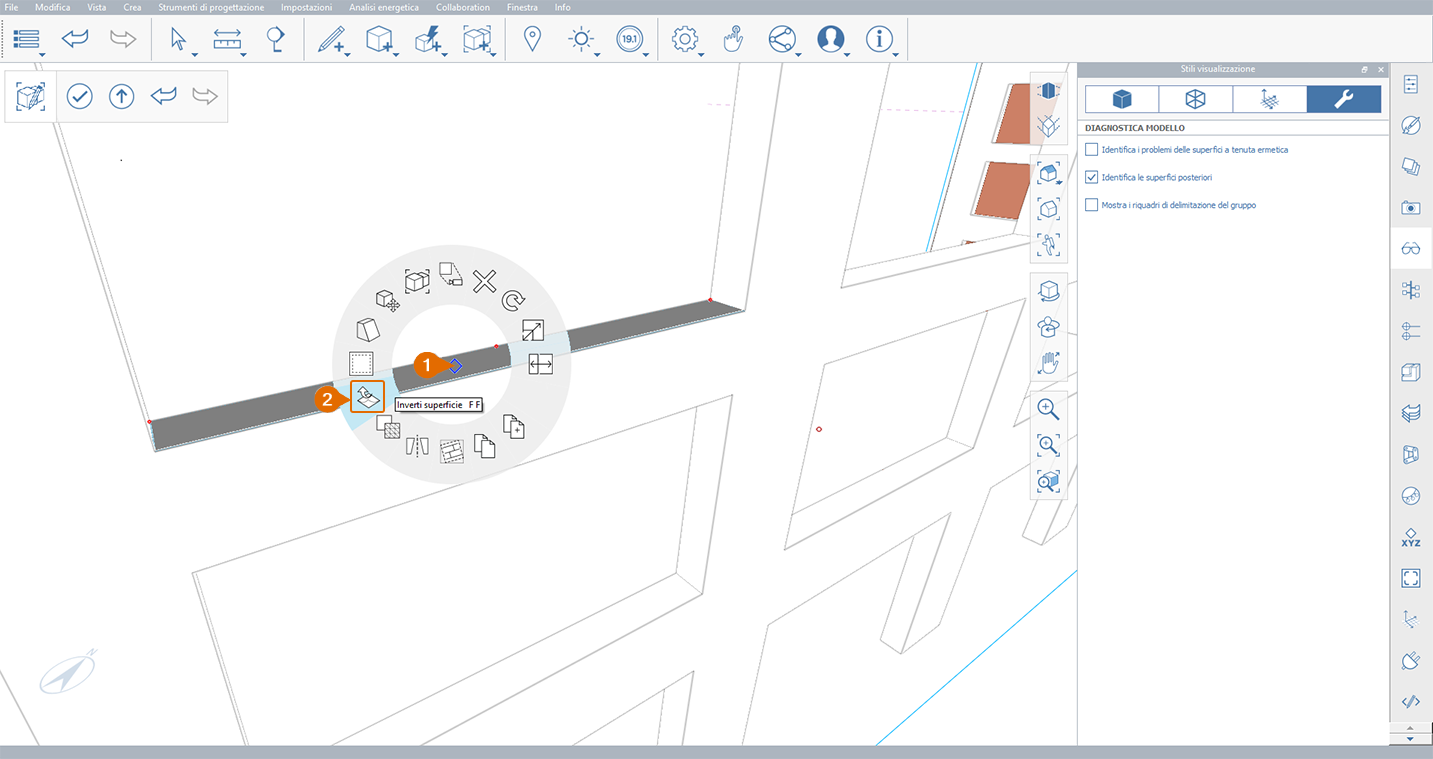 File Modifica Vista Crea Strumenti di progettazione Impostazioni Analisi energetica Collaboration Finestra Info
19.1
Stili visualizzazione
DIAGNOSTICA MODELLO
Identifica i problemi delle superfici a tenuta ermetica
Identifica le superfici posteriori
Mostra i riquadri di delimitazione del gruppo
1
2
Inverti superficie F F
XYZ
N